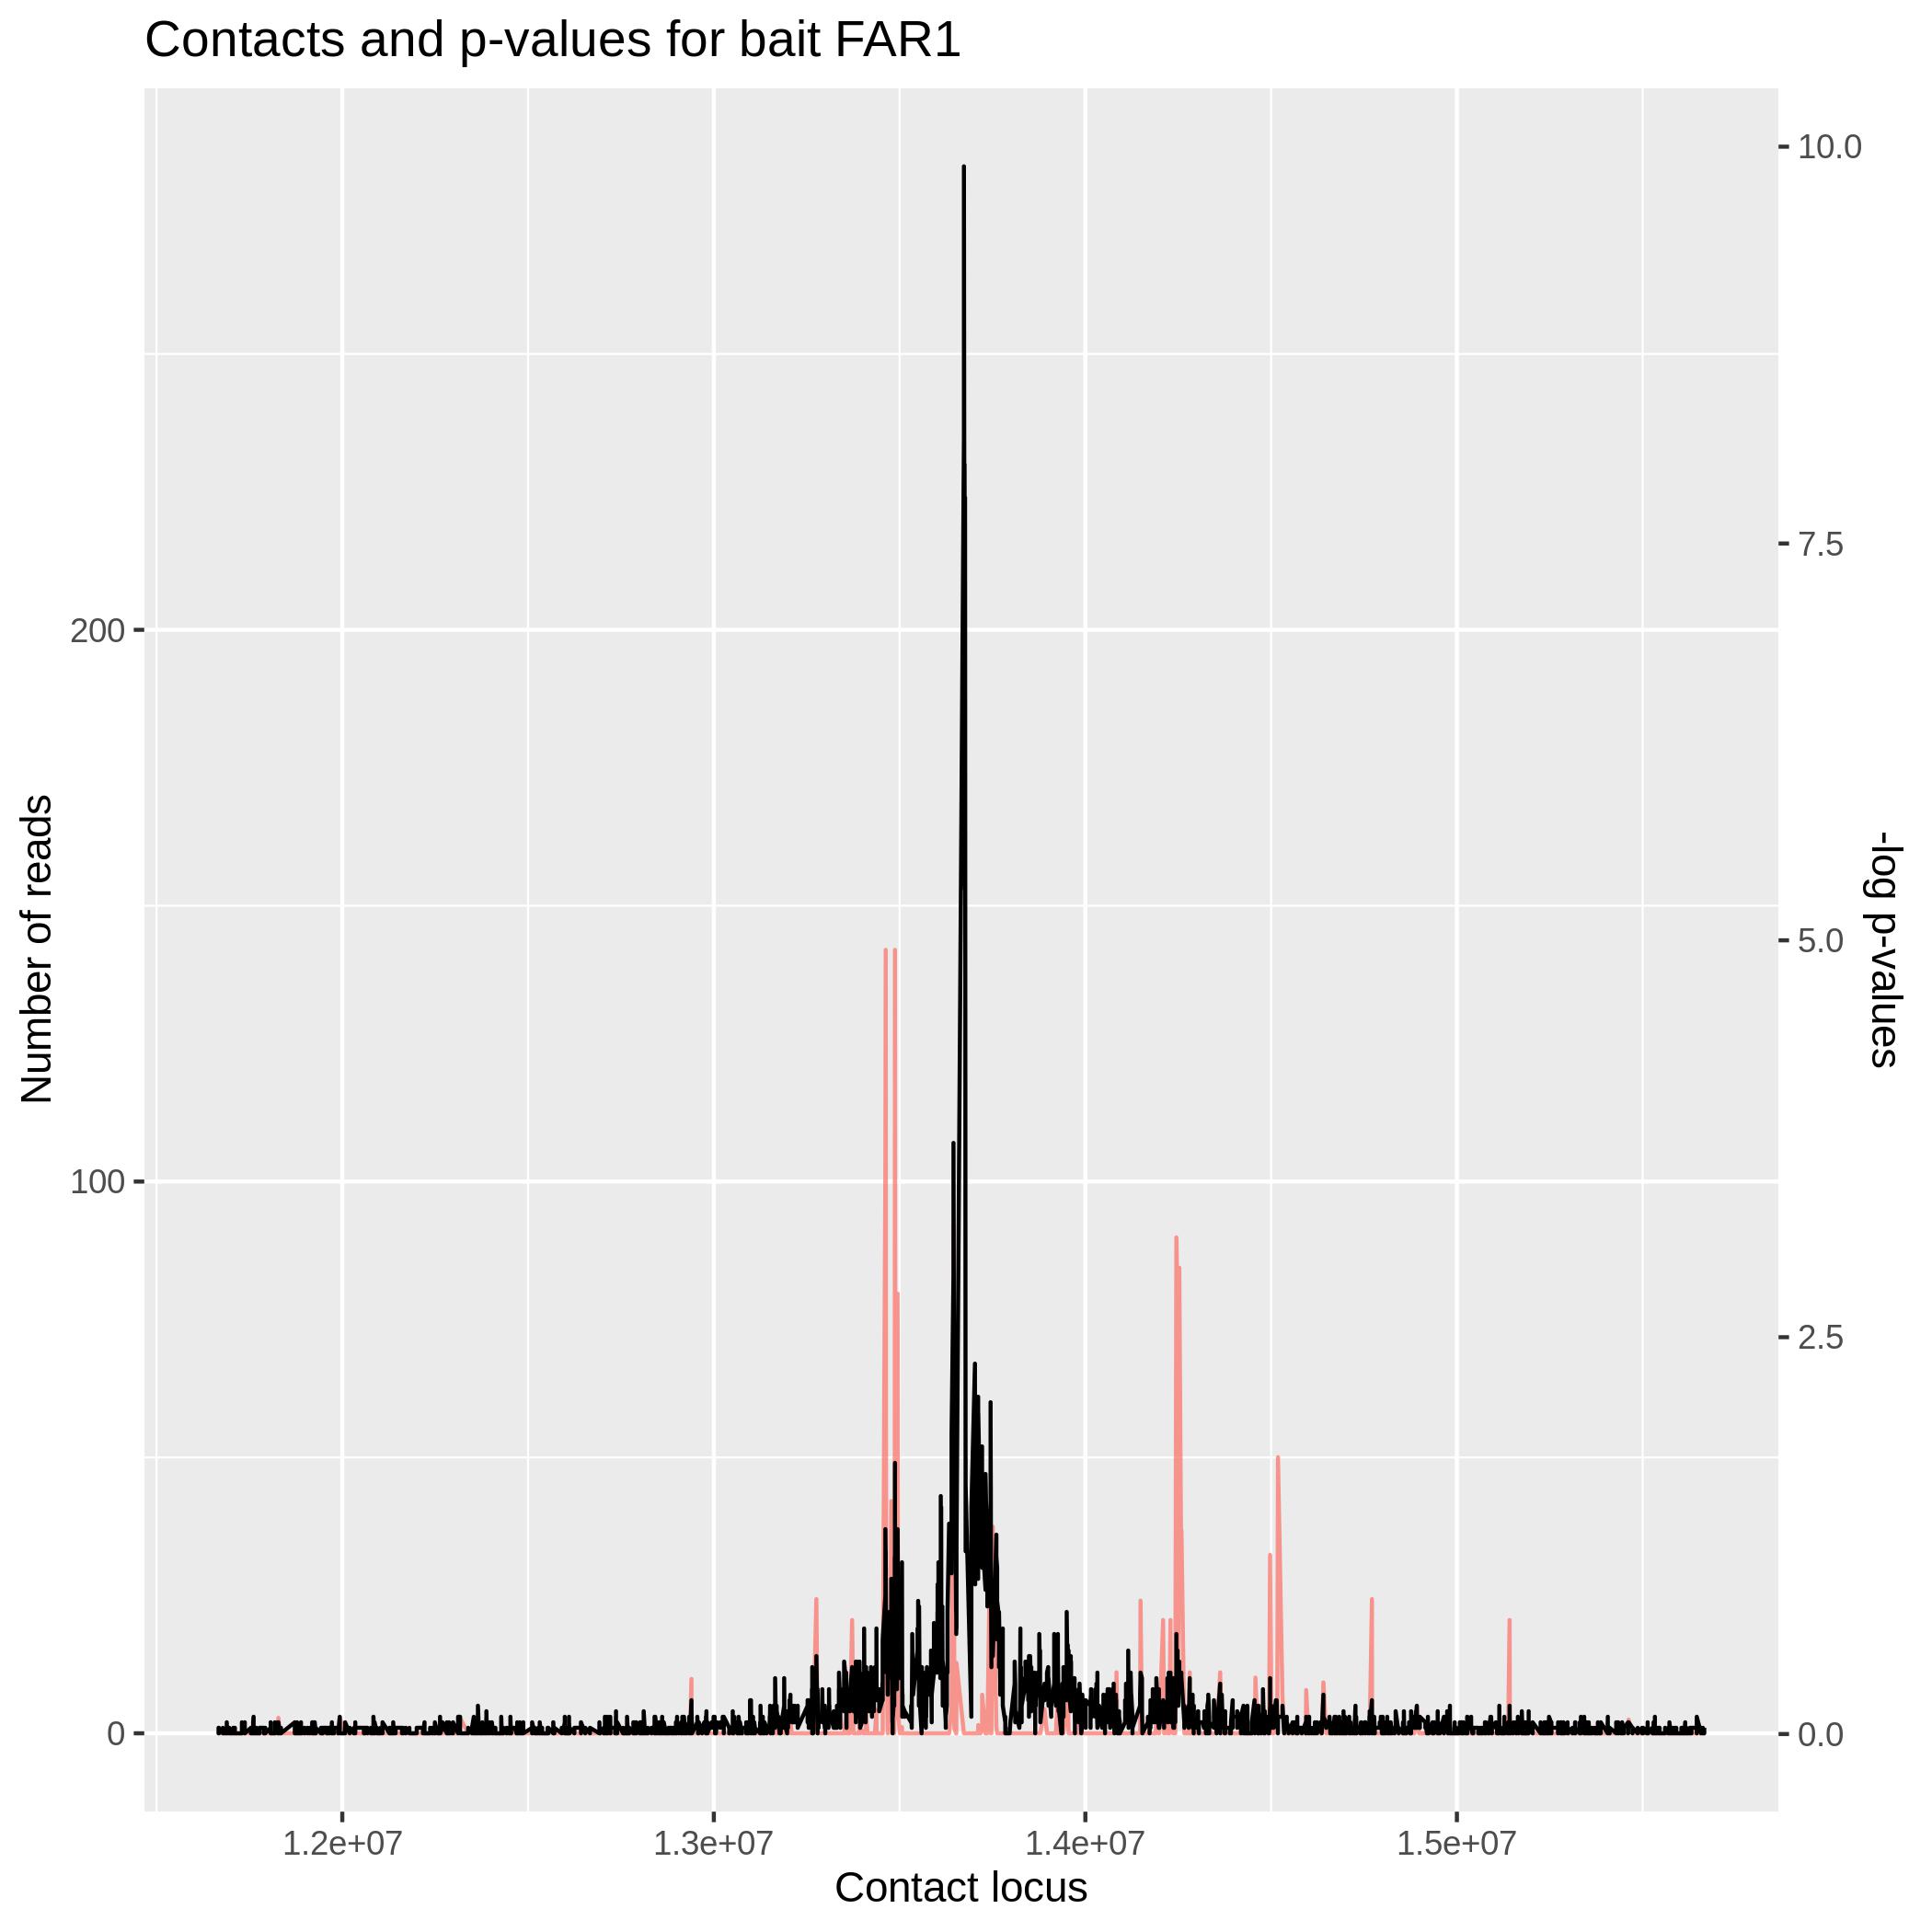 Contacts and p-values for bait FAR1
10.0
7.5
200
Number of reads
-log p-values
5.0
100
2.5
0
0.0
1.2e+07
1.3e+07
1.4e+07
1.5e+07
Contact locus